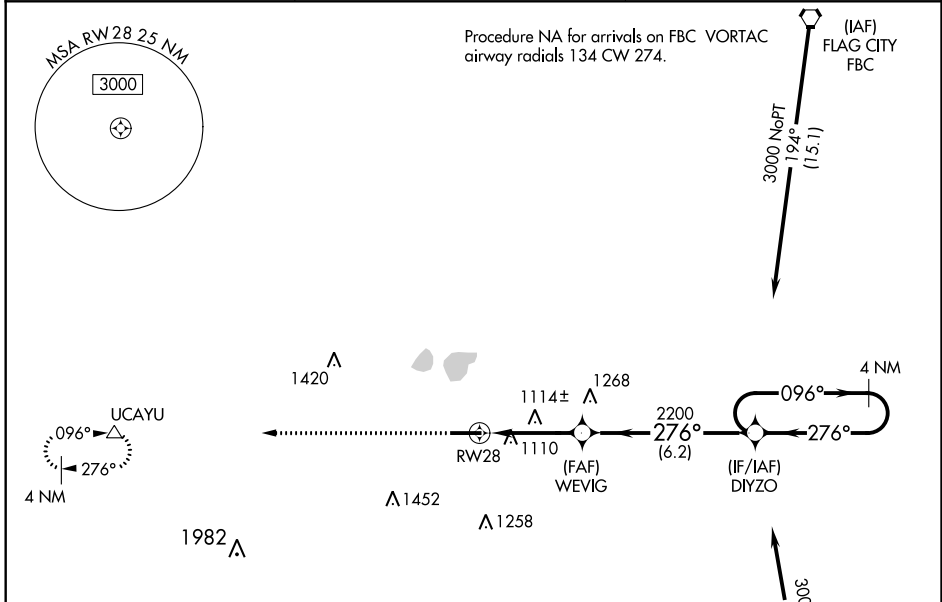 MSA RW 28 25 NM
3000
Procedure NA for arrivals on FBC VORTAC
airway radials 134 CW 274.
(IAF)
FLAG CITY
FBC
3000 NoPT
194°
(15.1)
1420
1114±
1268
4 NM
096°
276°
2200
276°
(6.2)
UCAYU
096°
276°
4 NM
RW28
1110
(FAF)
WEVIG
(IF/IAF)
DIYZO
1452
1258
1982